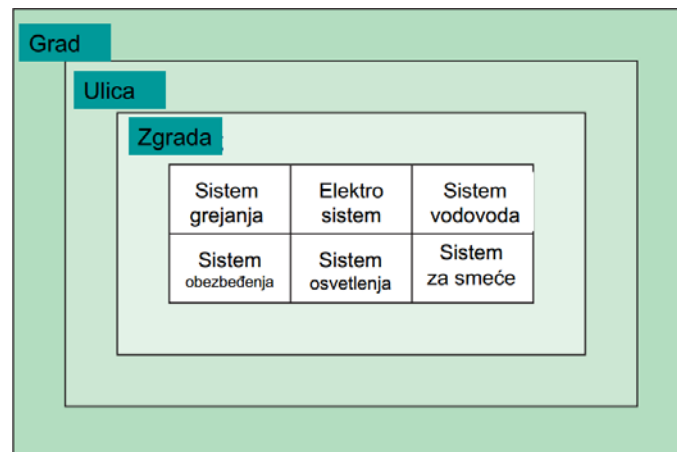 Grad
Ulica
Zgrada
Sistem
grejanja
Elektro
sistem
Sistem
vodovoda
Sistem
obezbeđenja
Sistem
osvetlenja
Sistem
za smeće